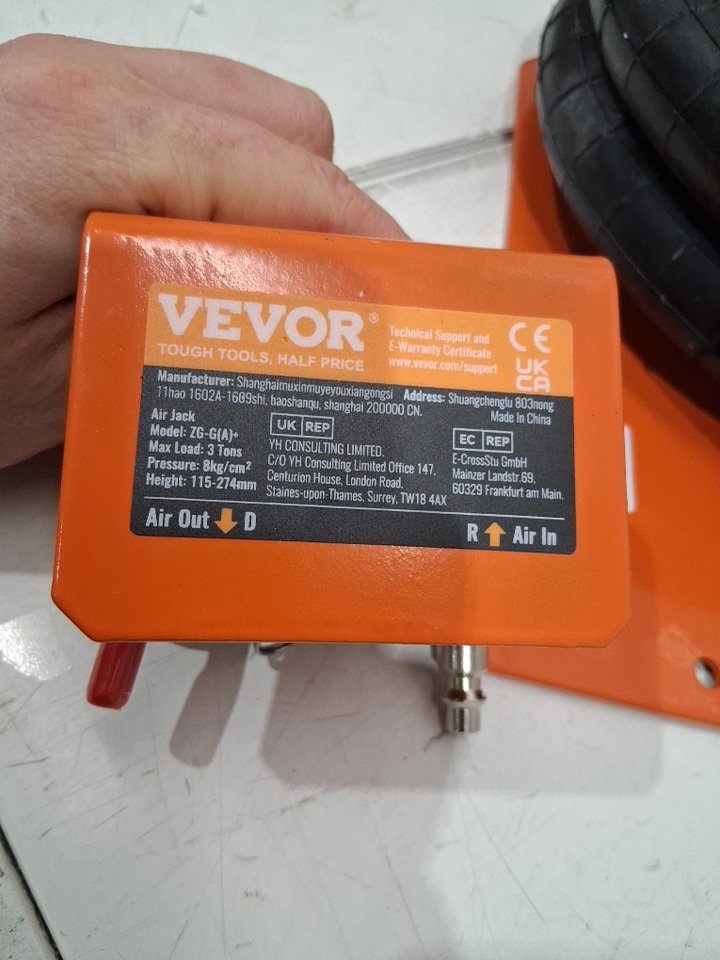 VEVOR®
TOUGH TOOLS, HALF PRICE
Technical Support and
E-Warranty Certificate
www.vevor.com/support
CE
UK
CA
Manufacturer: Shanghaimuxinmuyeyouxiangongsi Address: Shuangchenglu 803nong
11hao 1602A-1609shi, baoshanqu, shanghai 200000 CN.
Made In China
Air Jack
Model: ZG-G(A)+
Max Load: 3 Tons
Pressure: 8kg/cm²
Height: 115-274mm
UK REP
YH CONSULTING LIMITED.
C/O YH Consulting Limited Office 147,
Centurion House, London Road,
Staines-upon-Thames, Surrey, TW18 4AX
EC REP
E-CrossStu GmbH
Mainzer Landstr.69,
60329 Frankfurt am Main.
Air Out D
R Air In